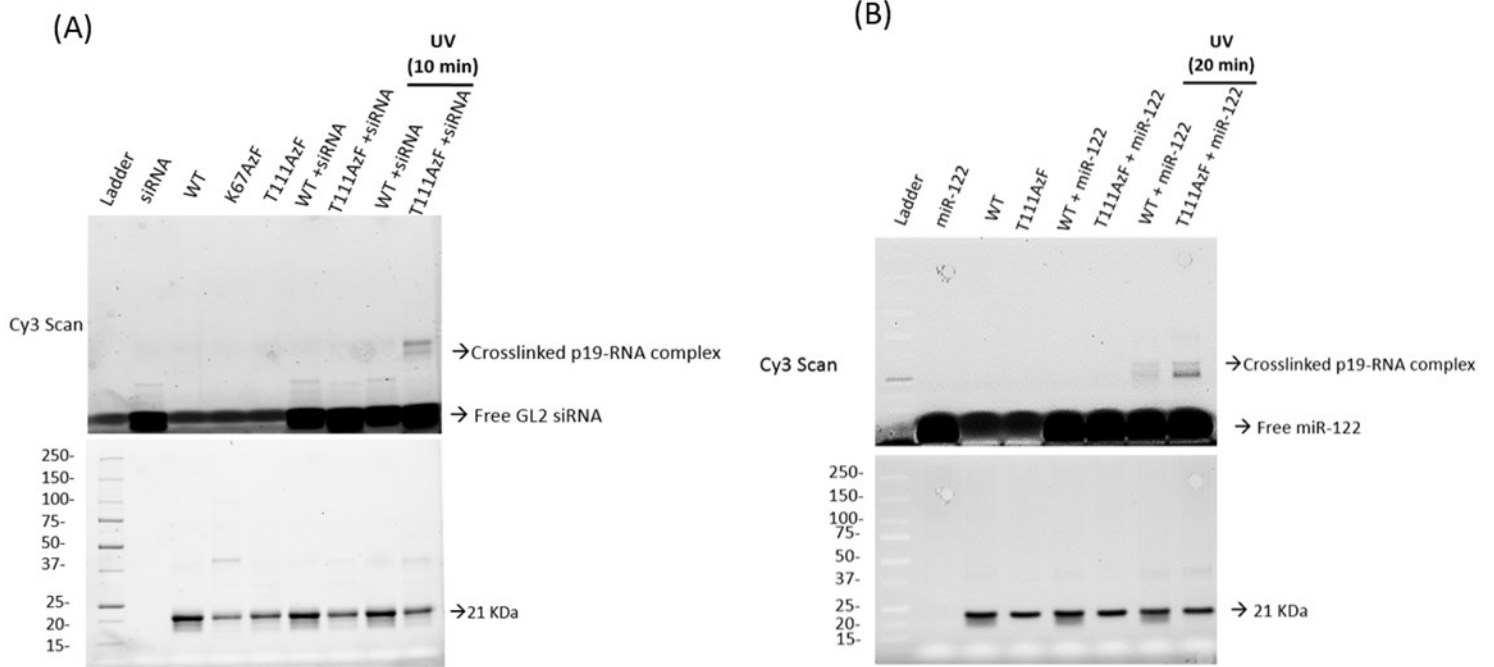 (A)
UV
(10 min)
Ladder
siRNA
WT
K67AzF
T111AzF
WT +siRNA
T111AzF +siRNA
WT +siRNA
T111AzF +siRNA
Cy3 Scan
→Crosslinked p19-RNA complex
→ Free GL2 siRNA
250-
150-
100-
75-
50-
37-
25-
20-
15-
→21 KDa
(B)
UV
(20 min)
Ladder
miR-122
WT
T111AzF
WT + miR-122
T111AzF + miR-122
WT + miR-122
T111AzF + miR-122
Cy3 Scan
→Crosslinked p19-RNA complex
→ Free miR-122
250-
150-
100-
75-
50-
37-
25-
20-
15-
→ 21 KDa